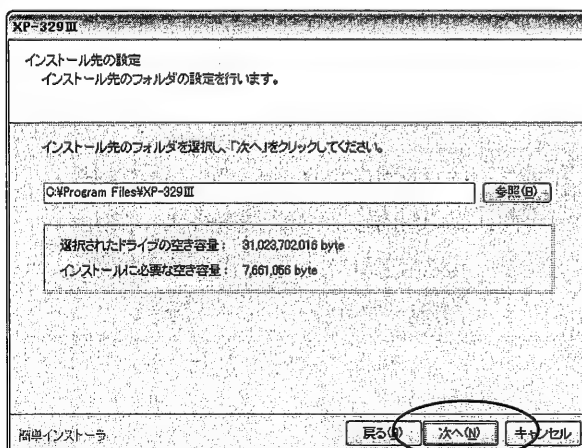 XP-329Ⅲ
インストール先の設定
インストール先のフォルダの設定を行います。
インストール先のフォルダを選択し、「次へ」をクリックしてください。
C:¥Program Files¥XP-329Ⅲ
参照(B)
選択されたドライブの空き容量： 31,023,702,016 byte
インストールに必要な空き容量： 7,661,056 byte
簡単インストーラ
戻る(B) 次へ(N) キャンセル